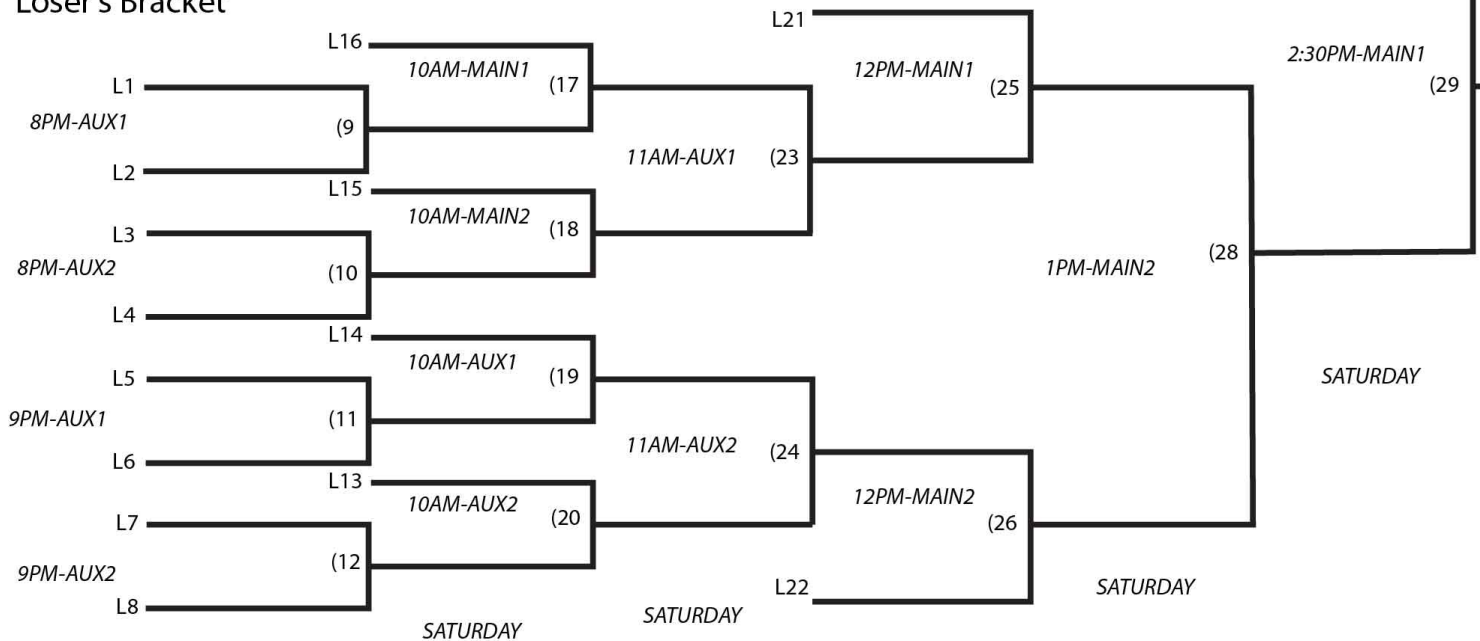 Loser's Bracket
L21
L16
10AM-MAIN1
(17
12PM-MAIN1
(25
2:30PM-MAIN1
(29
L1
8PM-AUX1
(9
L2
11AM-AUX1
(23
L15
10AM-MAIN2
(18
L3
8PM-AUX2
(10
L4
1PM-MAIN2
(28
L14
10AM-AUX1
(19
L5
9PM-AUX1
(11
L6
SATURDAY
11AM-AUX2
(24
L13
10AM-AUX2
(20
L7
9PM-AUX2
(12
L8
12PM-MAIN2
(26
L22
SATURDAY
SATURDAY
SATURDAY